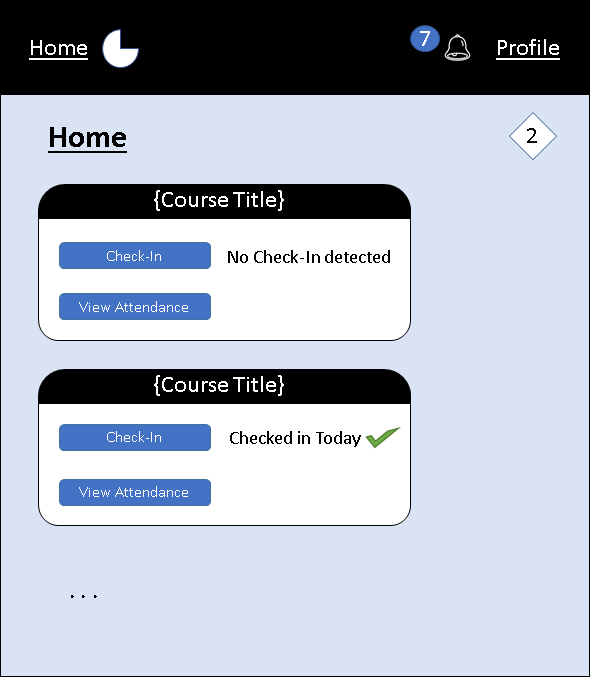 Home
7
Profile
Home
2
{Course Title}
Check-In
No Check-In detected
View Attendance
{Course Title}
Check-In
Checked in Today
View Attendance
. . .